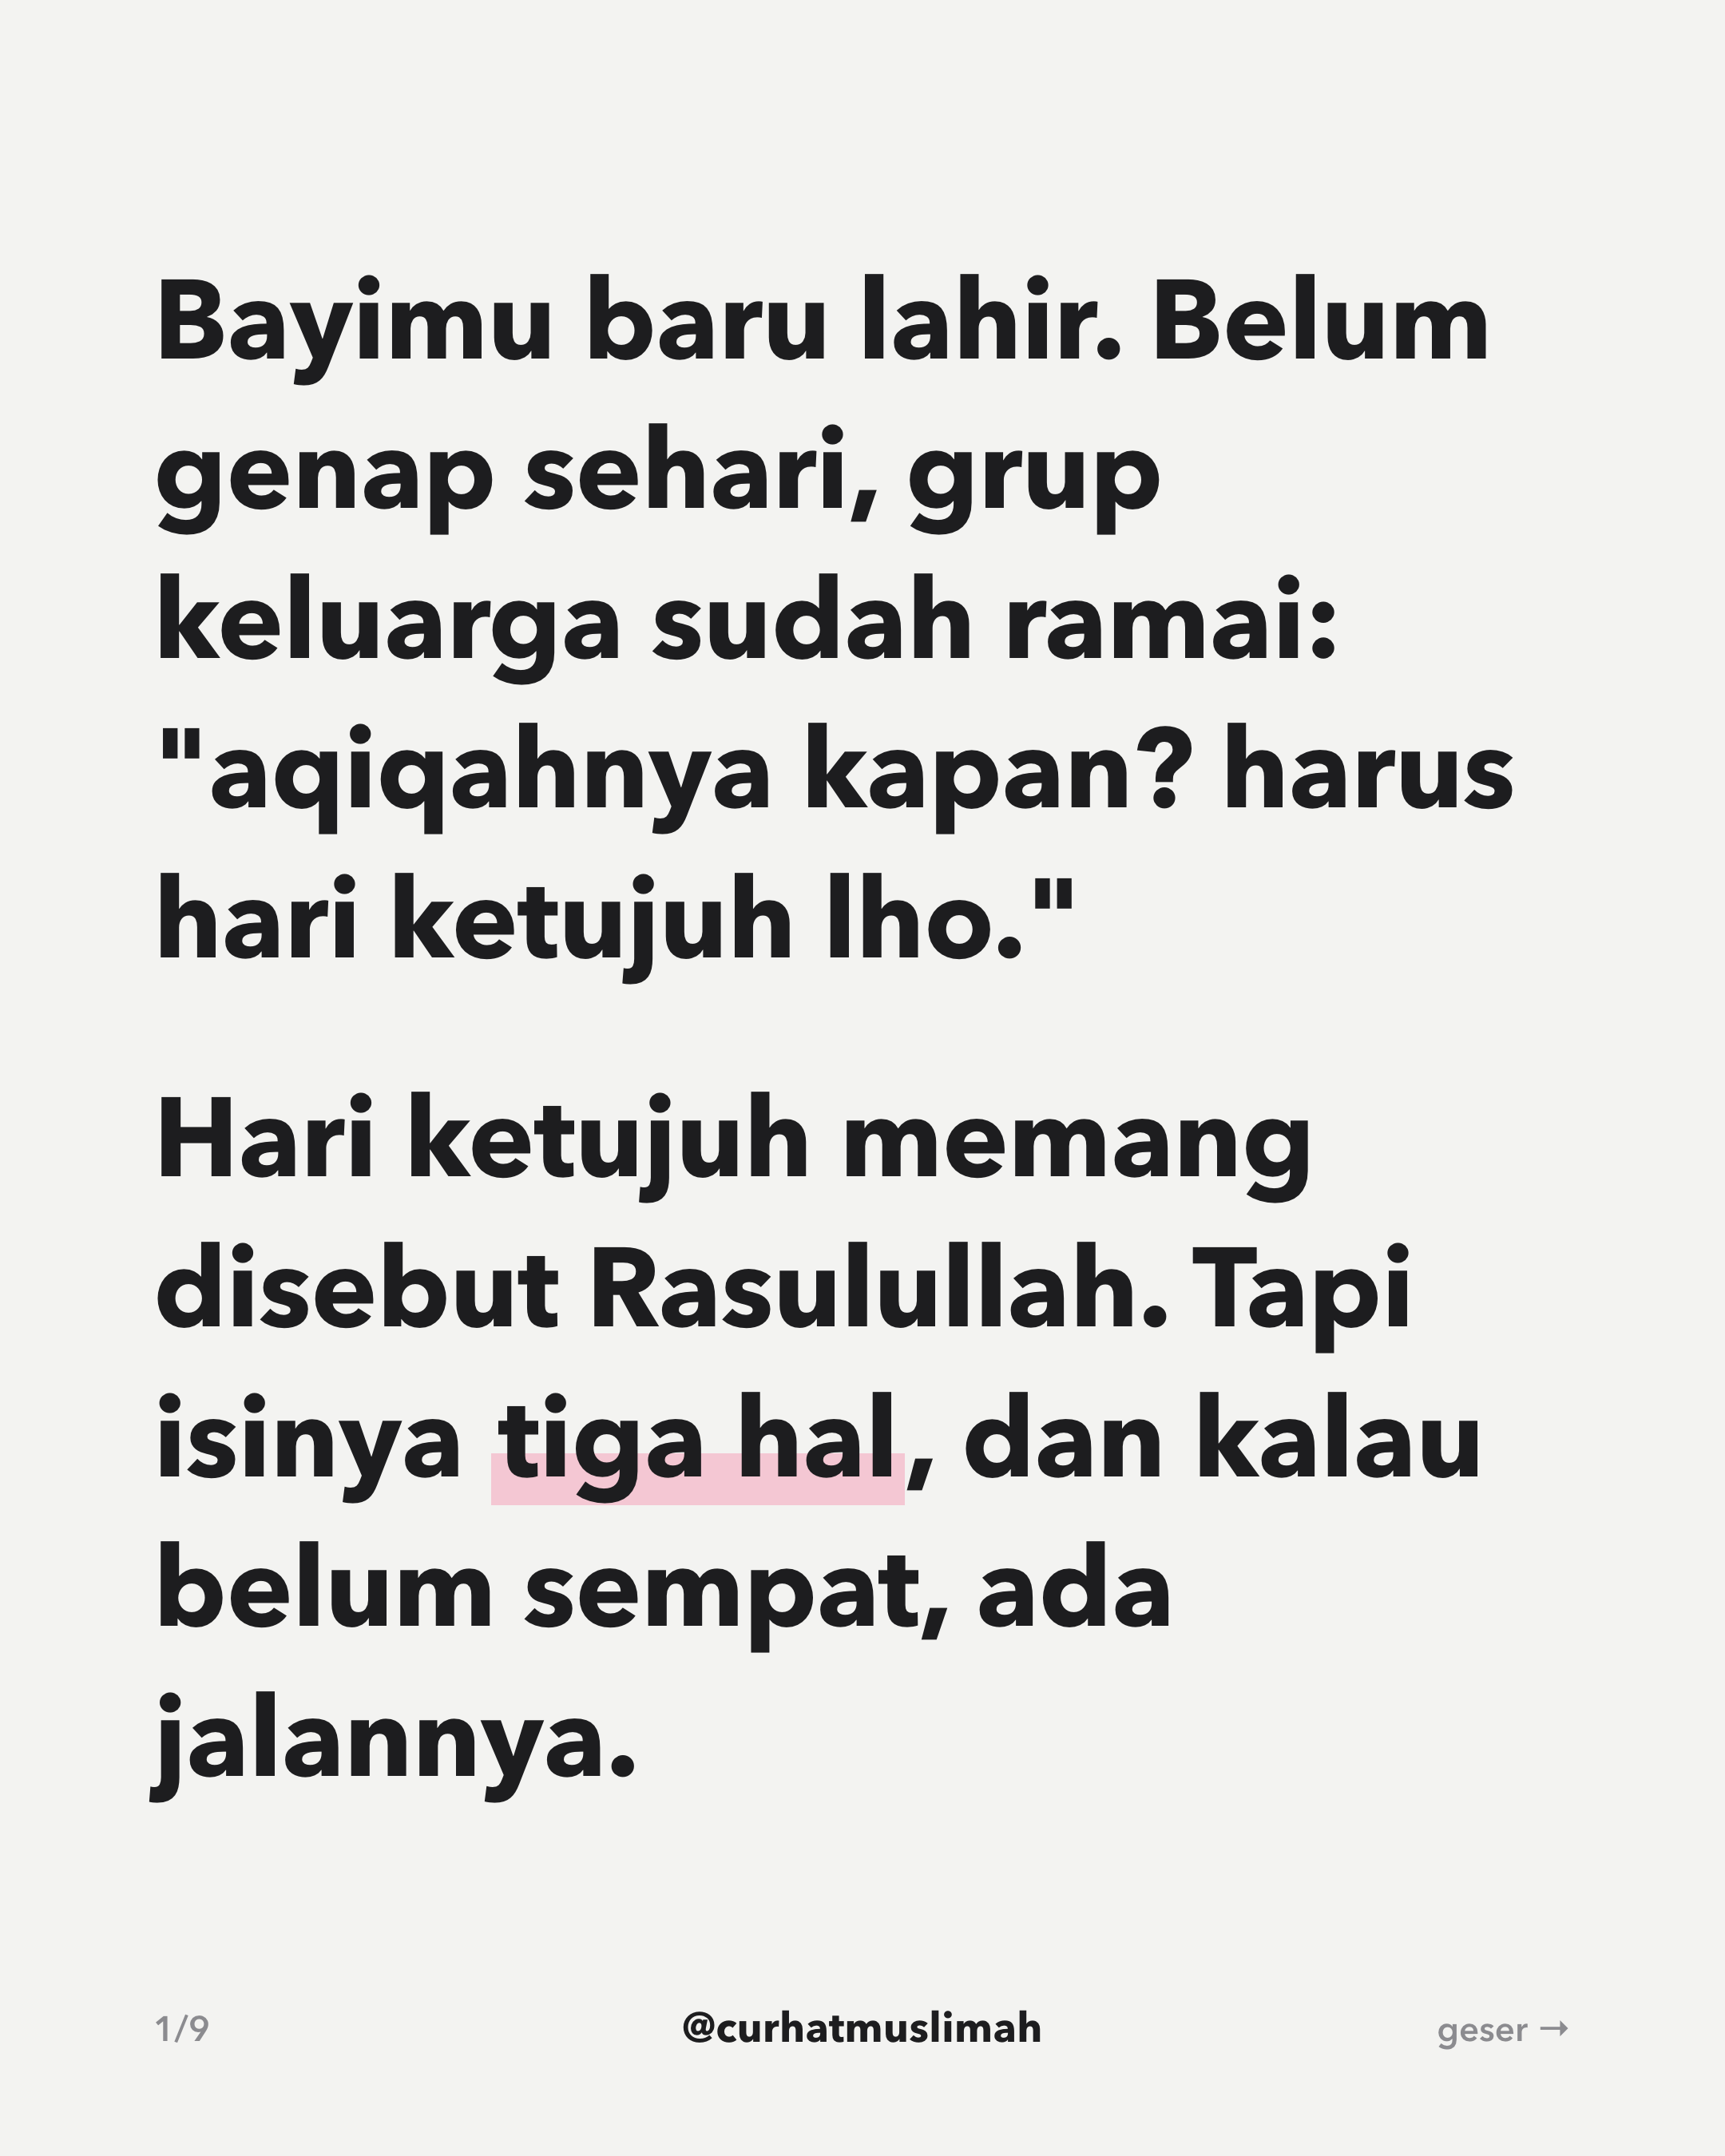 Bayimu baru lahir. Belum
genap sehari, grup
keluarga sudah ramai:
"aqiqahnya kapan? harus
hari ketujuh lho."
Hari ketujuh memang
disebut Rasulullah. Tapi
isinya tiga hal, dan kalau
belum sempat, ada
jalannya.
1/9
@curhatmuslimah
geser →